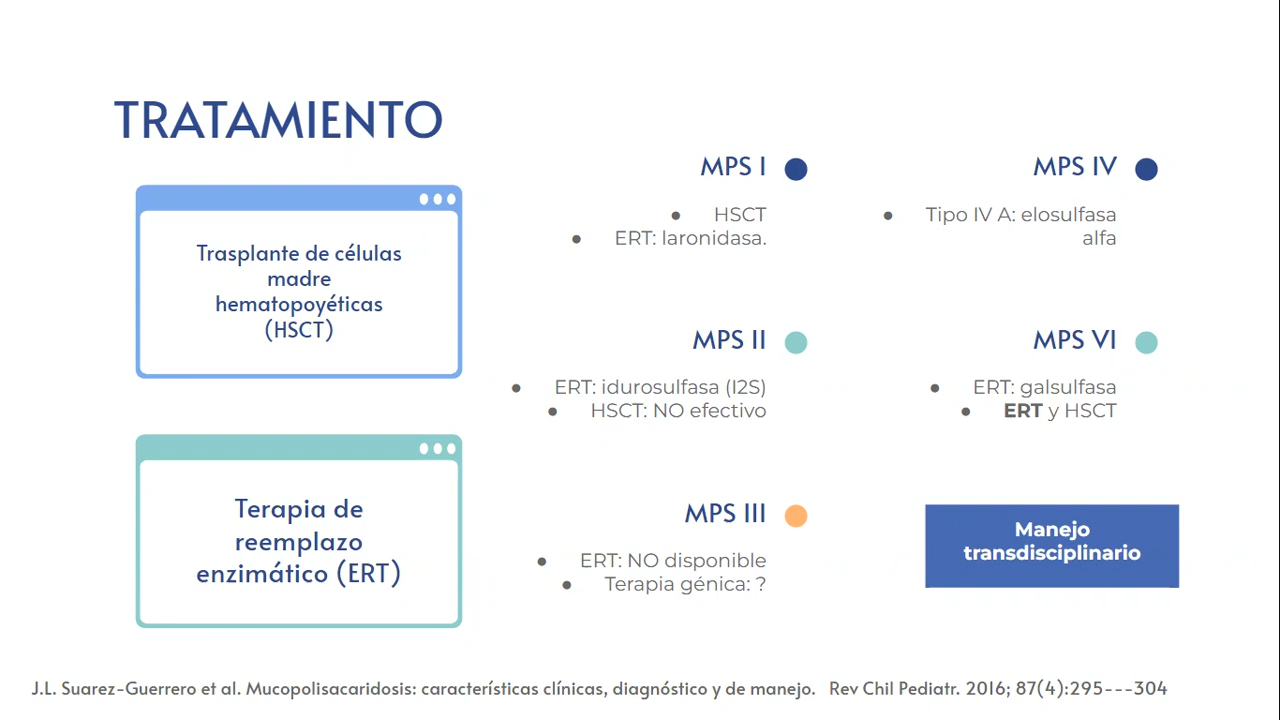 TRATAMIENTO
Trasplante de células
madre
hematopoyéticas
(HSCT)
Terapia de
reemplazo
enzimático (ERT)
MPS I
● HSCT
● ERT: laronidasa.
MPS II
● ERT: idurosulfasa (I2S)
● HSCT: NO efectivo
MPS III
● ERT: NO disponible
● Terapia génica: ?
MPS IV
● Tipo IV A: elosulfasa
alfa
MPS VI
● ERT: galsulfasa
● ERT y HSCT
Manejo
transdisciplinario
J.L. Suarez-Guerrero et al. Mucopolisacaridosis: características clínicas, diagnóstico y de manejo. Rev Chil Pediatr. 2016; 87(4):295---304